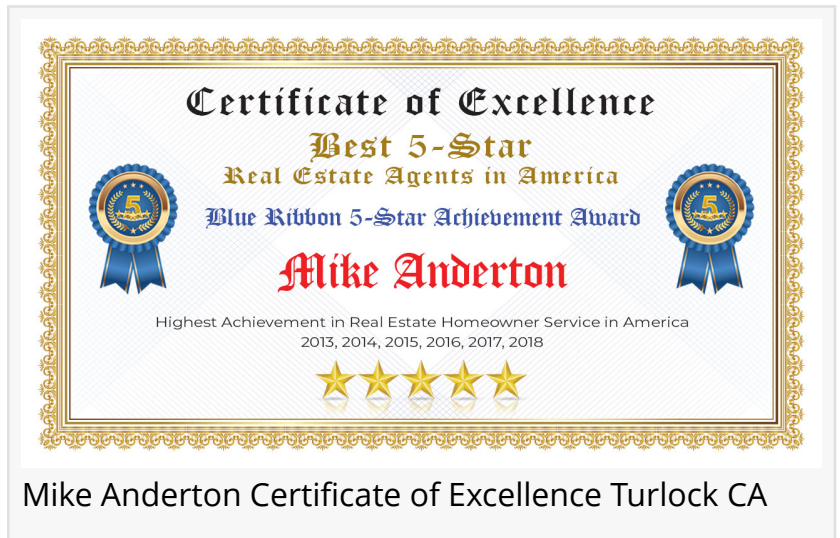 Certificate of Excellence
Best 5-Star
Real Estate Agents in America
Blue Ribbon 5-Star Achievement Award
Mike Anderton
Highest Achievement in Real Estate Homeowner Service in America
2013, 2014, 2015, 2016, 2017, 2018
5
5
Mike Anderton Certificate of Excellence Turlock CA